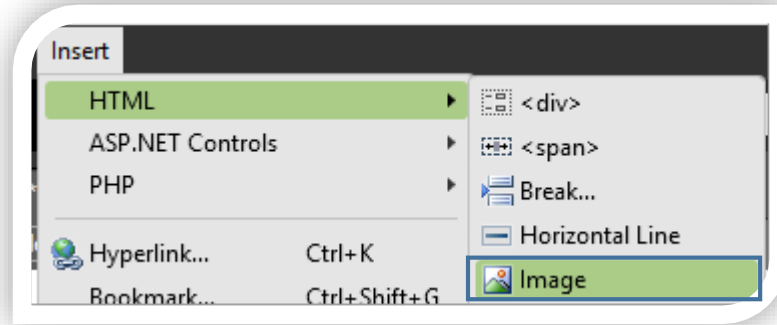 Insert
HTML
ASP.NET Controls
PHP
Hyperlink... Ctrl+K
Bookmark... Ctrl+Shift+G
<div>
<span>
Break...
Horizontal Line
Image